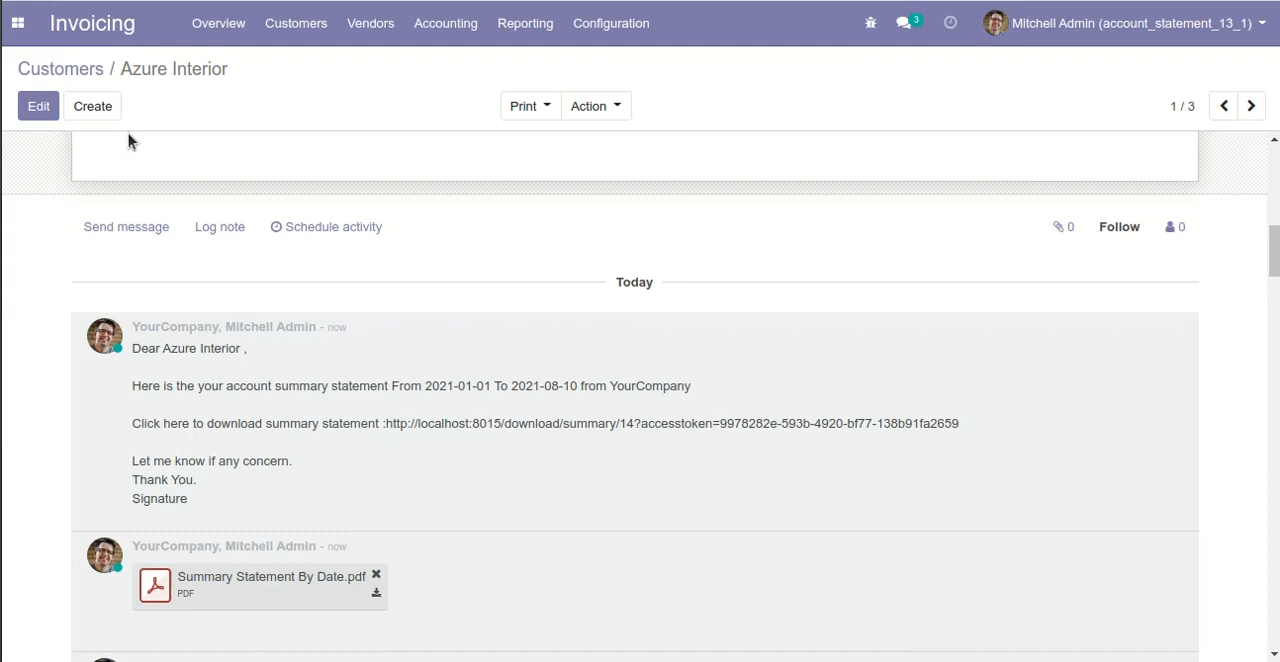 Invoicing Overview Customers Vendors Accounting Reporting Configuration 3 Mitchell Admin (account_statement_13_1)
Customers / Azure Interior
Edit Create Print Action 1 / 3
Send message Log note Schedule activity 0 Follow 0
Today
YourCompany, Mitchell Admin - now
Dear Azure Interior ,
Here is the your account summary statement From 2021-01-01 To 2021-08-10 from YourCompany
Click here to download summary statement :http://localhost:8015/download/summary/14?accesstoken=9978282e-593b-4920-bf77-138b91fa2659
Let me know if any concern.
Thank You.
Signature
YourCompany, Mitchell Admin - now
Summary Statement By Date.pdf
PDF